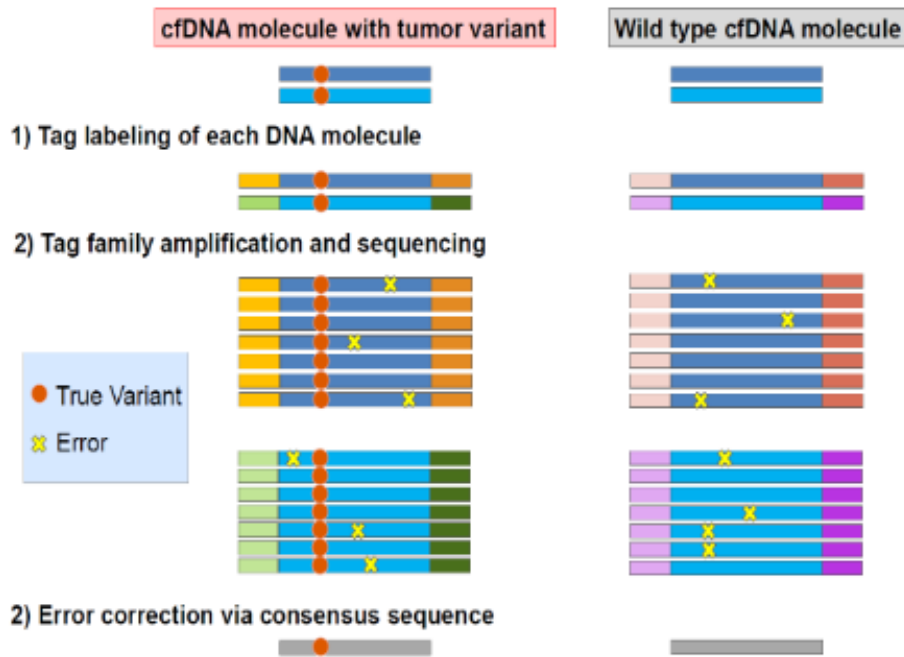 cfDNA molecule with tumor variant
Wild type cfDNA molecule
1) Tag labeling of each DNA molecule
2) Tag family amplification and sequencing
True Variant
Error
2) Error correction via consensus sequence